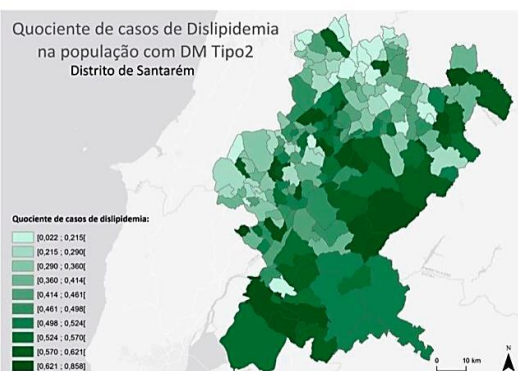 Quociente de casos de Dislipidemia
na população com DM Tipo2
Distrito de Santarém
Quociente de casos de dislipidemia:
[0,022 ; 0,215[
[0,215 ; 0,290[
[0,290 ; 0,360[
[0,360 ; 0,414[
[0,414 ; 0,461[
[0,461 ; 0,498[
[0,498 ; 0,524[
[0,524 ; 0,570[
[0,570 ; 0,621[
[0,621 ; 0,858]
0 10 km
N